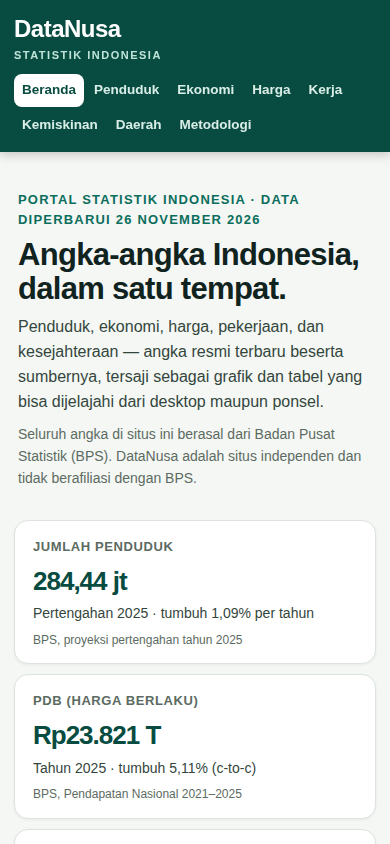 DataNusa
STATISTIK INDONESIA
Beranda Penduduk Ekonomi Harga Kerja
Kemiskinan Daerah Metodologi
PORTAL STATISTIK INDONESIA · DATA
DIPERBARUI 26 NOVEMBER 2026
Angka-angka Indonesia,
dalam satu tempat.
Penduduk, ekonomi, harga, pekerjaan, dan
kesejahteraan — angka resmi terbaru beserta
sumbernya, tersaji sebagai grafik dan tabel yang
bisa dijelajahi dari desktop maupun ponsel.
Seluruh angka di situs ini berasal dari Badan Pusat
Statistik (BPS). DataNusa adalah situs independen dan
tidak berafiliasi dengan BPS.
JUMLAH PENDUDUK
284,44 jt
Pertengahan 2025 · tumbuh 1,09% per tahun
BPS, proyeksi pertengahan tahun 2025
PDB (HARGA BERLAKU)
Rp23.821 T
Tahun 2025 · tumbuh 5,11% (c-to-c)
BPS, Pendapatan Nasional 2021–2025